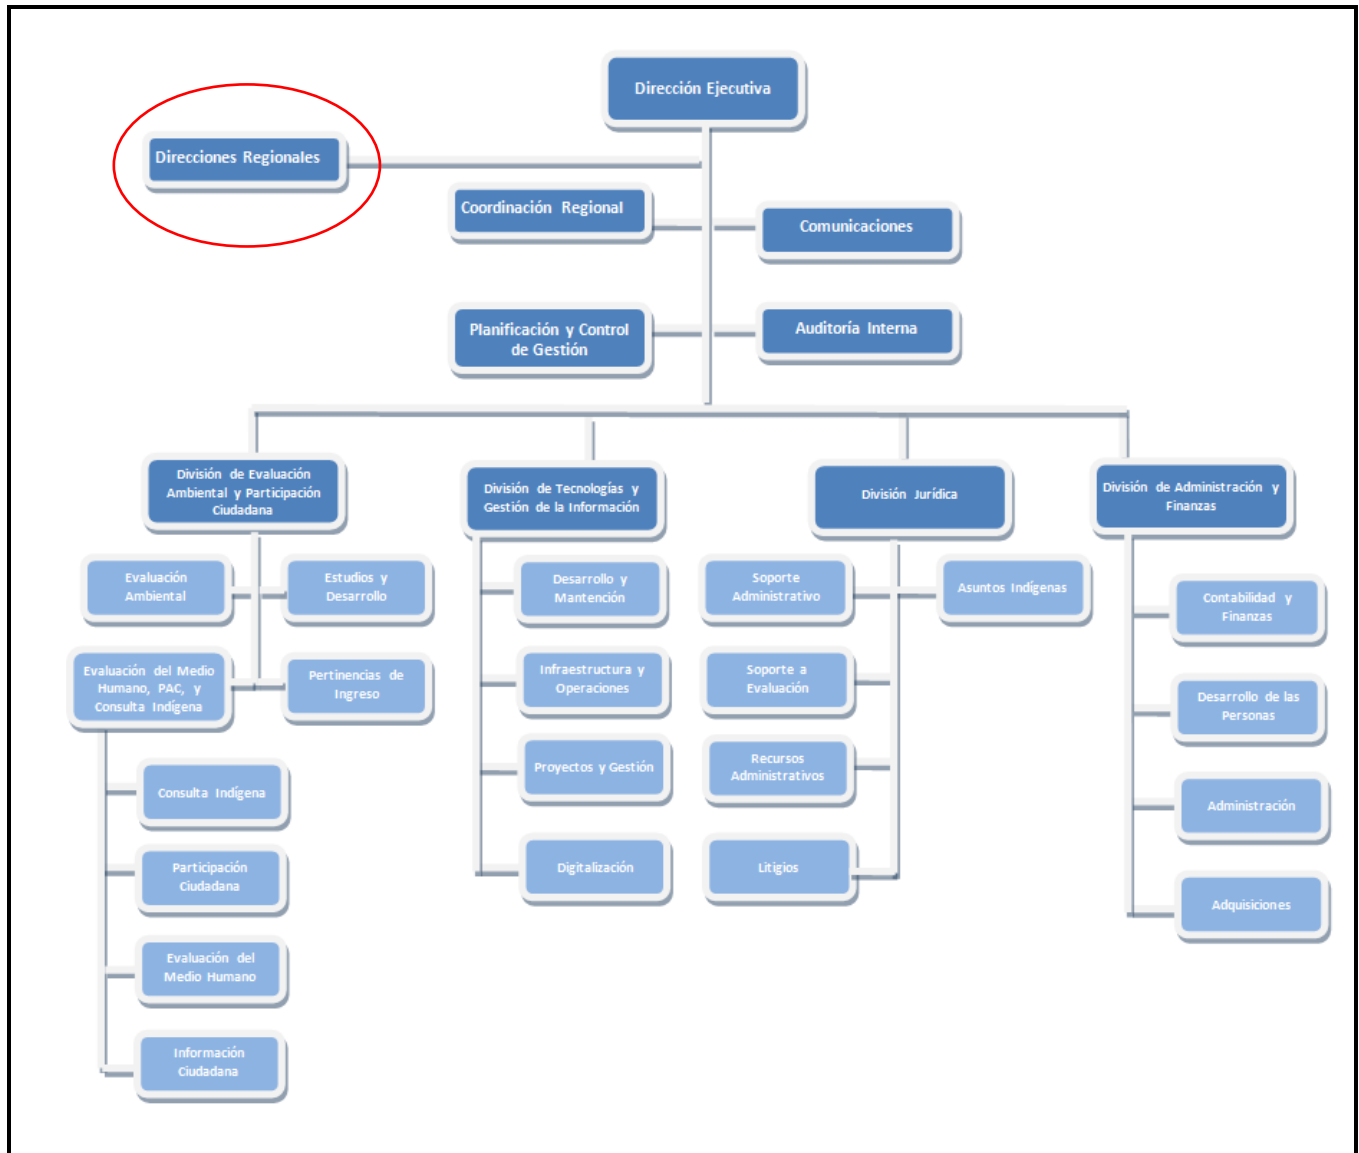 Dirección Ejecutiva
Direcciones Regionales
Coordinación Regional
Comunicaciones
Planificación y Control
de Gestión
Auditoría Interna
División de Evaluación
Ambiental y Participación
Ciudadana
División de Tecnologías y
Gestión de la Información
División Jurídica
División de Administración y
Finanzas
Evaluación
Ambiental
Estudios y
Desarrollo
Evaluación del Medio
Humano, PAC, y
Consulta Indígena
Pertinencias de
Ingreso
Consulta Indígena
Participación
Ciudadana
Evaluación del
Medio Humano
Información
Ciudadana
Desarrollo y
Mantención
Infraestructura y
Operaciones
Proyectos y Gestión
Digitalización
Soporte
Administrativo
Asuntos Indígenas
Soporte a
Evaluación
Recursos
Administrativos
Litigios
Contabilidad y
Finanzas
Desarrollo de las
Personas
Administración
Adquisiciones